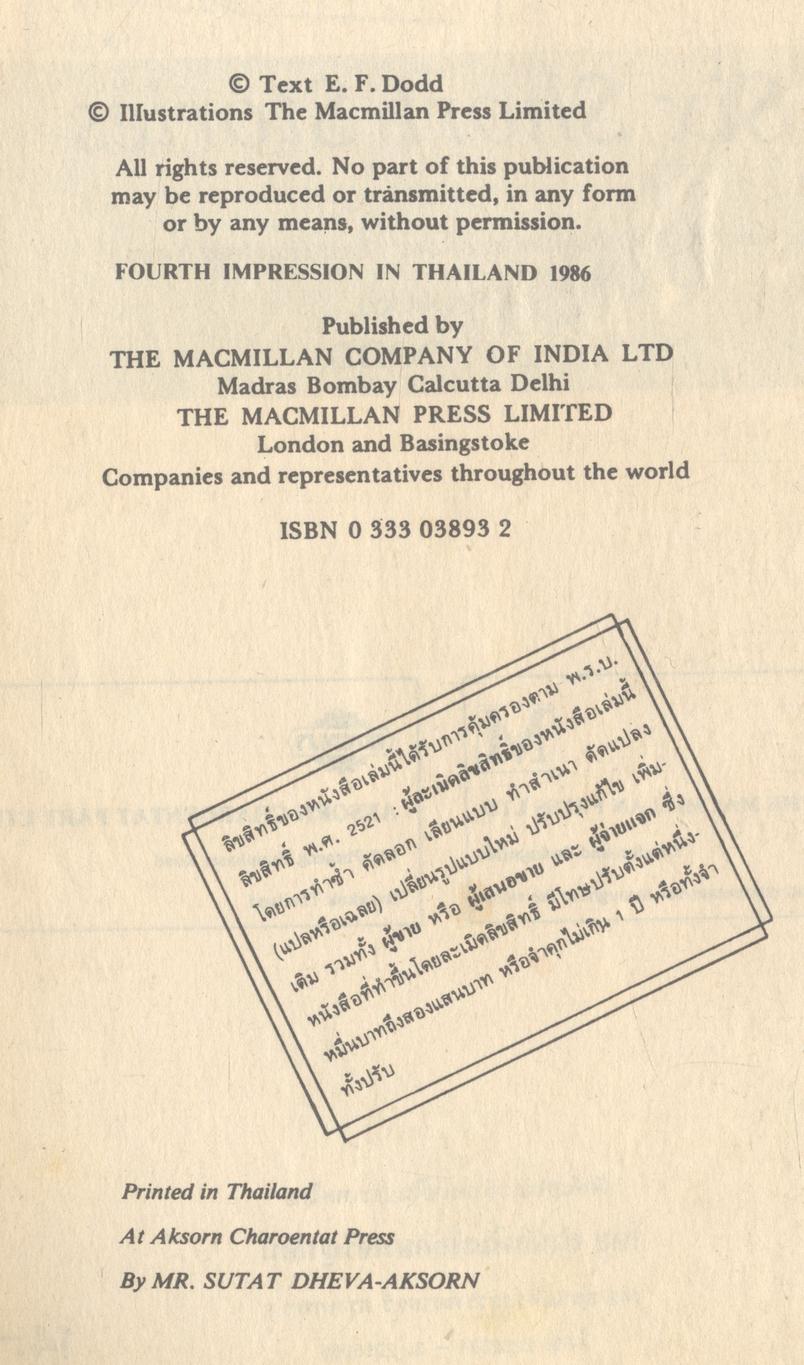 © Text E. F. Dodd
© Illustrations The Macmillan Press Limited
All rights reserved. No part of this publication
may be reproduced or transmitted, in any form
or by any means, without permission.
FOURTH IMPRESSION IN THAILAND 1986
Published by
THE MACMILLAN COMPANY OF INDIA LTD
Madras Bombay Calcutta Delhi
THE MACMILLAN PRESS LIMITED
London and Basingstoke
Companies and representatives throughout the world
ISBN 0 333 03893 2
ลิขสิทธิ์ของหนังสือเล่มนี้ได้รับการคุ้มครองตาม พ.ร.บ.
ลิขสิทธิ์ พ.ศ. 2521 : ผู้ละเมิดลิขสิทธิ์ของหนังสือเล่มนี้
โดยการทำซ้ำ คัดลอก เลียนแบบ ทำสำเนา ดัดแปลง
(แปลหรือเฉลย) เปลี่ยนรูปแบบใหม่ ปรับปรุงแก้ไข เพิ่ม-
เติม รวมทั้ง ผู้ขาย หรือ ผู้เสนอขาย และ ผู้จ่ายแจก ซึ่ง
หนังสือที่ทำขึ้นโดยละเมิดลิขสิทธิ์ มีโทษปรับตั้งแต่หนึ่ง-
หมื่นบาทถึงสองแสนบาท หรือจำคุกไม่เกิน 1 ปี หรือทั้งจำ
ทั้งปรับ
Printed in Thailand
At Aksorn Charoentat Press
By MR. SUTAT DHEVA-AKSORN